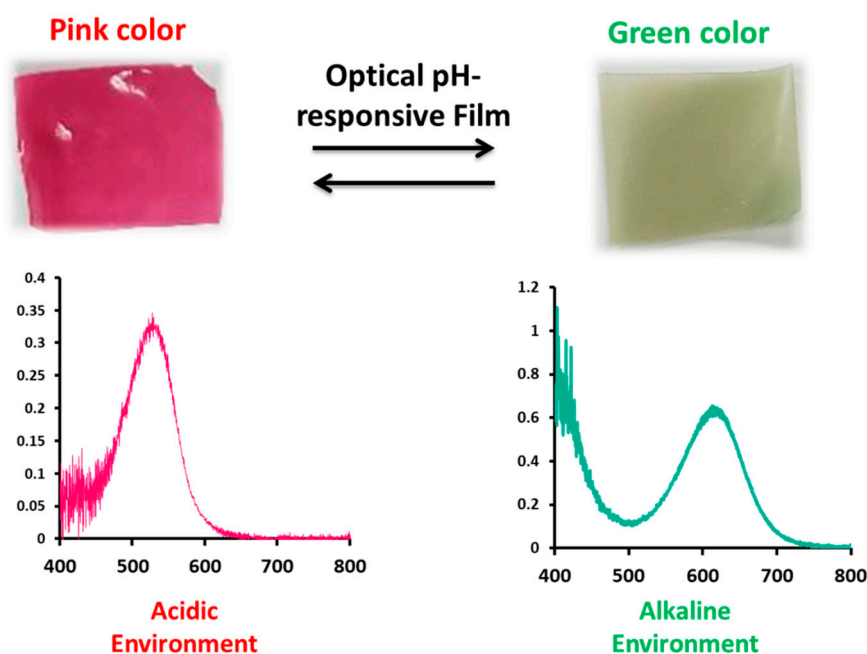 Pink color
Green color
Optical pH-
responsive Film
0.4
0.35
0.3
0.25
0.2
0.15
0.1
0.05
0
400 500 600 700 800
Acidic
Environment
1.2
1
0.8
0.6
0.4
0.2
0
400 500 600 700 800
Alkaline
Environment